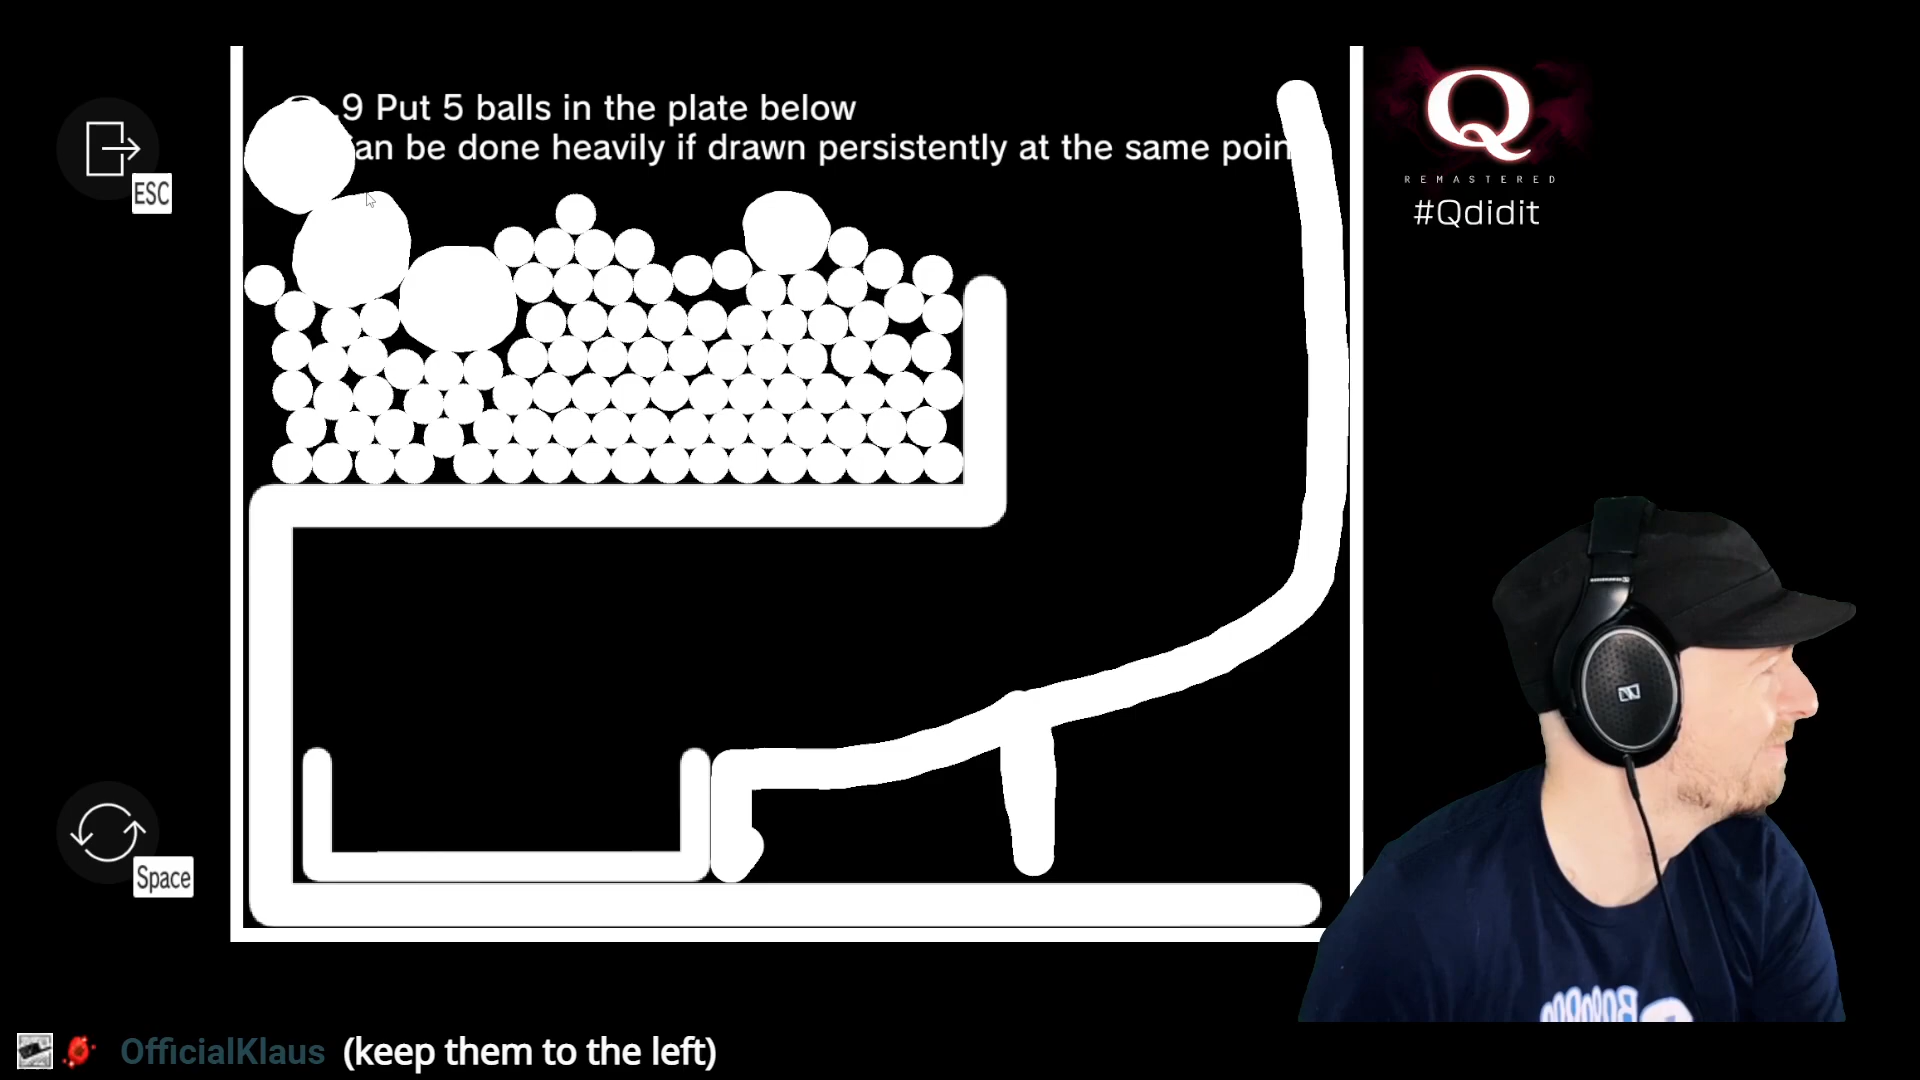 .9 Put 5 balls in the plate below
an be done heavily if drawn persistently at the same poin
ESC
Q
REMASTERED
#Qdidit
Space
OfficialKlaus (keep them to the left)